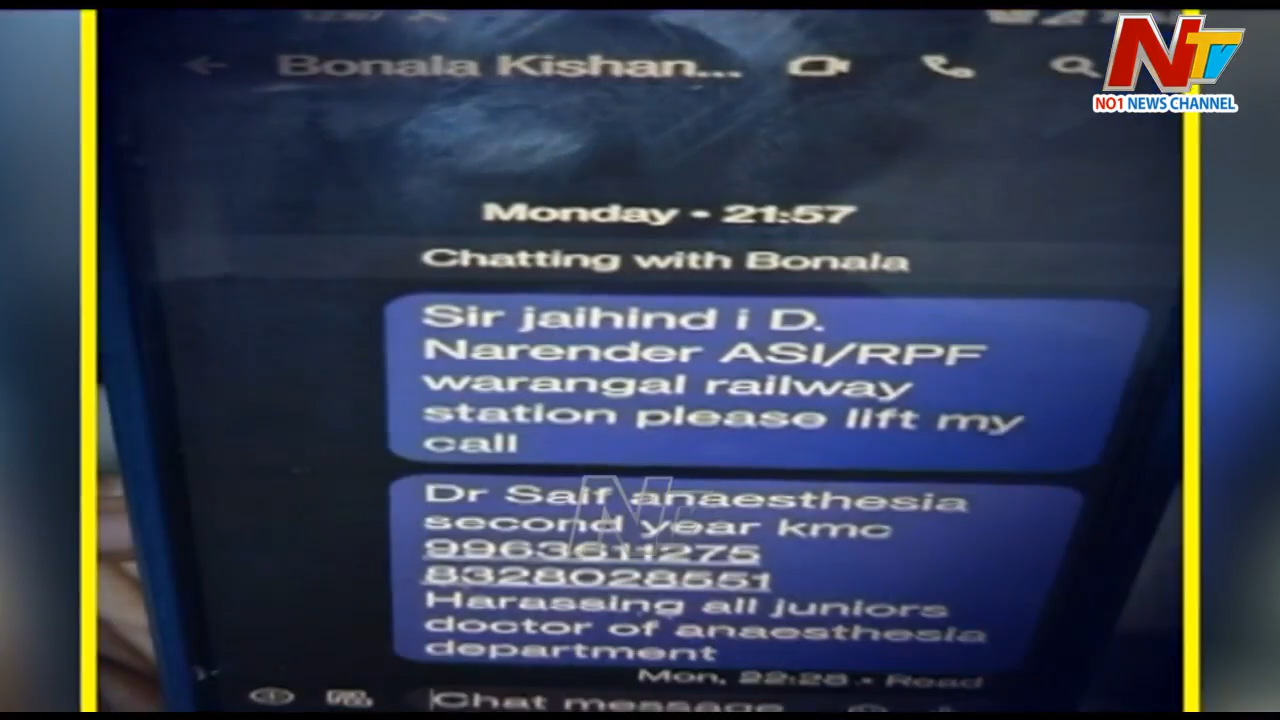 NTV
NO1 NEWS CHANNEL
Bonala Kishan...
Monday • 21:57
Chatting with Bonala
Sir jaihind i D.
Narender ASI/RPF
warangal railway
station please lift my
call
Dr Saif anaesthesia
second year kmc
9963611275
8328028551
Harassing all juniors
doctor of anaesthesia
department
Mon, 22:28 • Read
Chat message